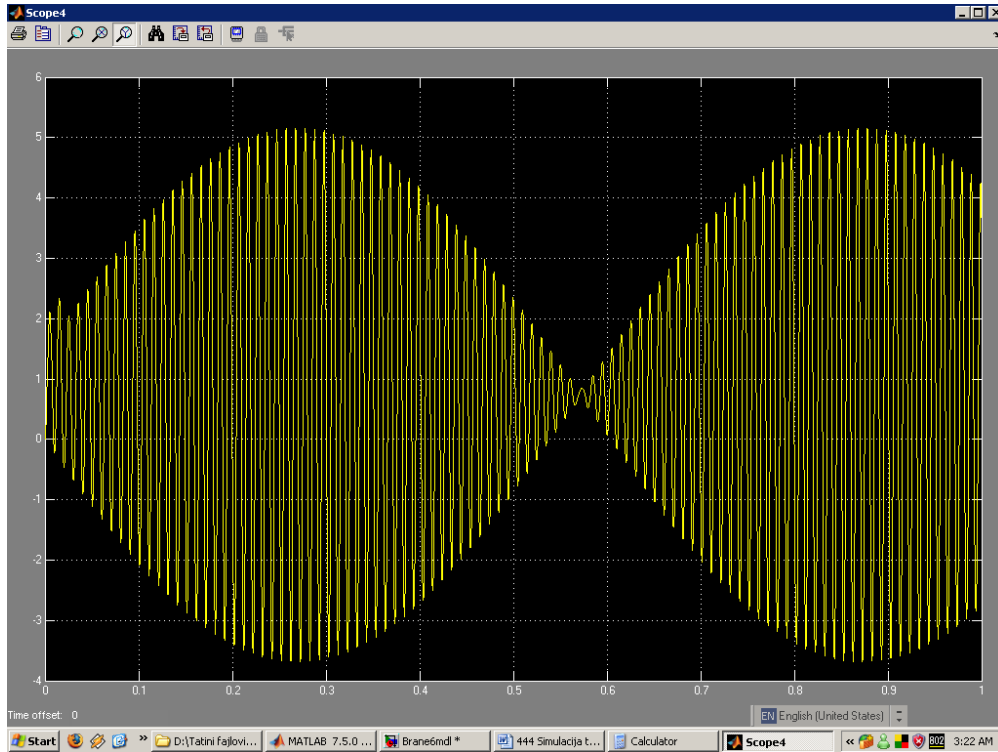 Scope4
6
5
4
3
2
1
0
-1
-2
-3
-4
0 0.1 0.2 0.3 0.4 0.5 0.6 0.7 0.8 0.9 1
Time offset: 0
EN English (United States)
Start » D:\Tatini fajlovi... MATLAB 7.5.0 ... Brane6mdl * 444 Simulacija t... Calculator Scope4 « 802 3:22 AM